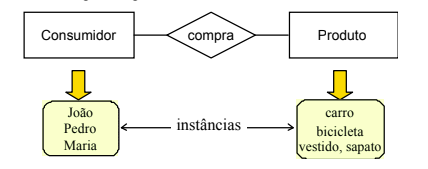 Consumidor
compra
Produto
João
Pedro
Maria
instâncias
carro
bicicleta
vestido, sapato